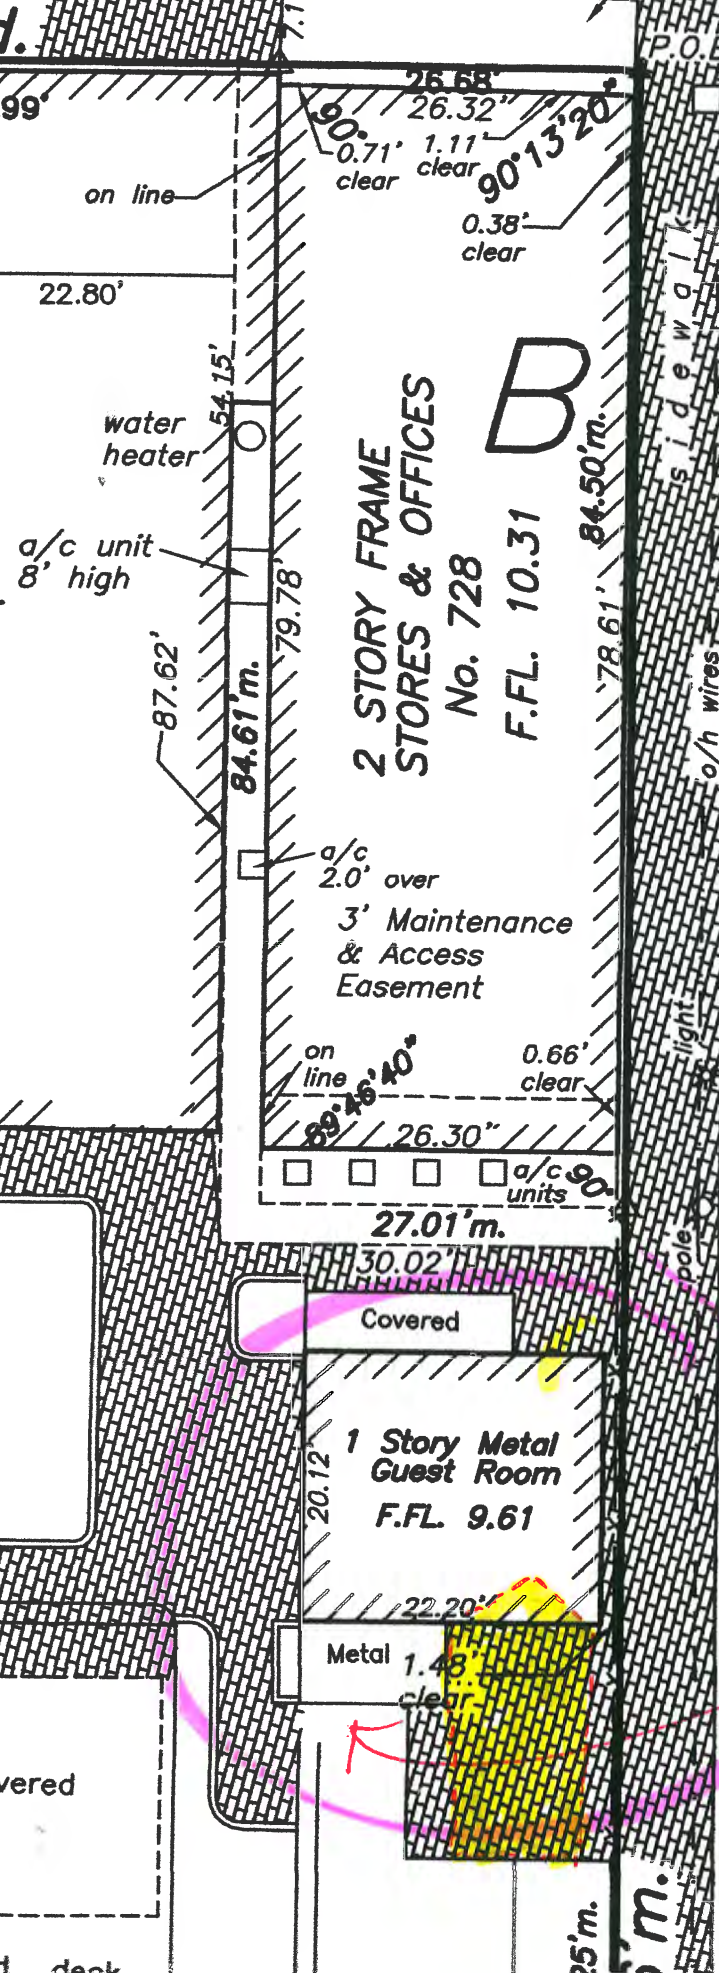 d.
7.1
P.O.
26.68'
.99'
26.32'
90°
1.11'
clear
90°13'20"
0.71'
clear
on line
0.38'
clear
sidewalk
22.80'
B
54.15'
water
heater
84.50'm.
2 STORY FRAME
STORES & OFFICES
No. 728
F.FL. 10.31
a/c unit
8' high
79.78'
78.61'
87.62'
84.61'm.
o/h wires
a/c
2.0' over
3' Maintenance
& Access
Easement
light
pole
on
line
89°46'40"
0.66'
clear
26.30'
a/c
units
90°
27.01'm.
30.02'
Covered
1 Story Metal
Guest Room
F.FL. 9.61
20.12'
22.20'
Metal
1.46'
clear
vered
25'm.
'm.
d deck